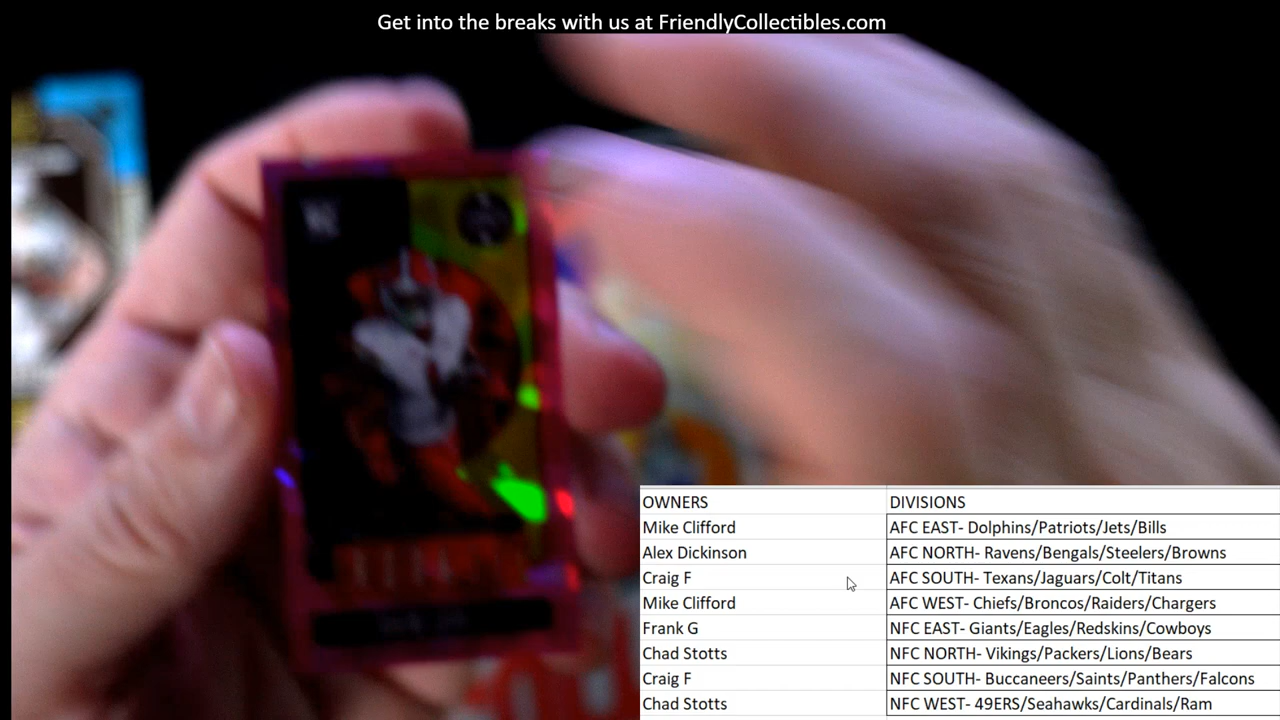 Get into the breaks with us at FriendlyCollectibles.com
OWNERS DIVISIONS
Mike Clifford AFC EAST- Dolphins/Patriots/Jets/Bills
Alex Dickinson AFC NORTH- Ravens/Bengals/Steelers/Browns
Craig F AFC SOUTH- Texans/Jaguars/Colt/Titans
Mike Clifford AFC WEST- Chiefs/Broncos/Raiders/Chargers
Frank G NFC EAST- Giants/Eagles/Redskins/Cowboys
Chad Stotts NFC NORTH- Vikings/Packers/Lions/Bears
Craig F NFC SOUTH- Buccaneers/Saints/Panthers/Falcons
Chad Stotts NFC WEST- 49ERS/Seahawks/Cardinals/Ram